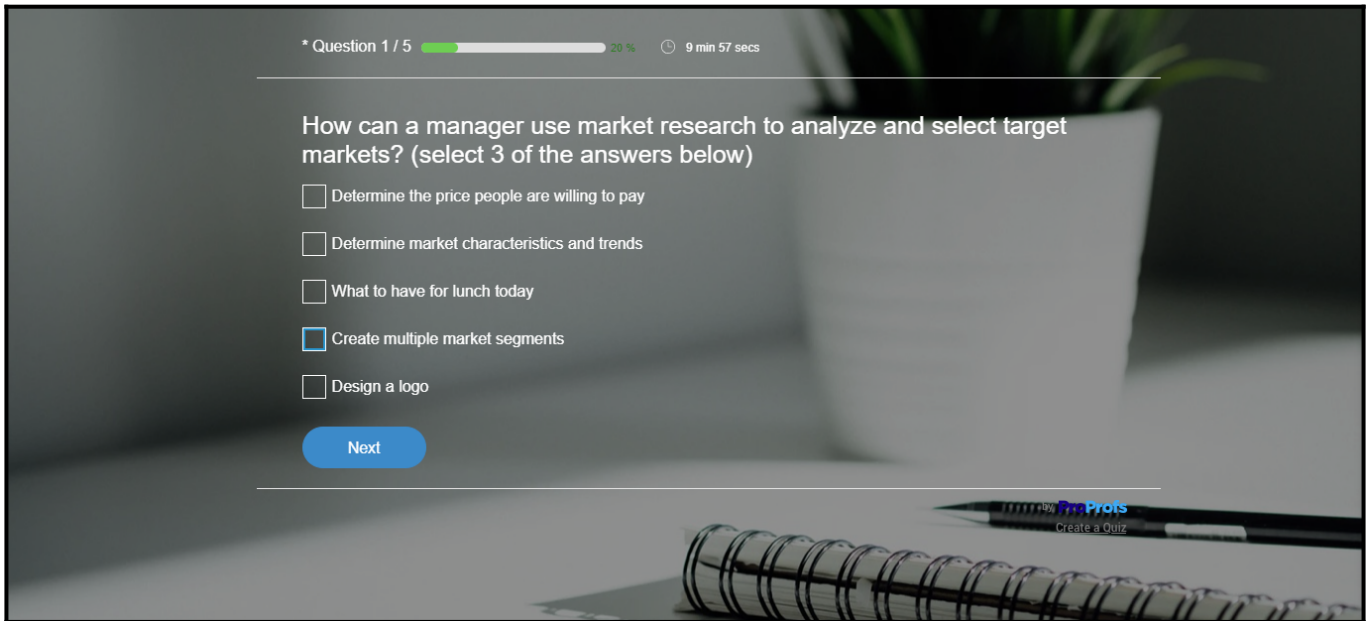 * Question 1 / 5 20 % 9 min 57 secs
How can a manager use market research to analyze and select target
markets? (select 3 of the answers below)
Determine the price people are willing to pay
Determine market characteristics and trends
What to have for lunch today
Create multiple market segments
Design a logo
Next
by ProProfs
Create a Quiz